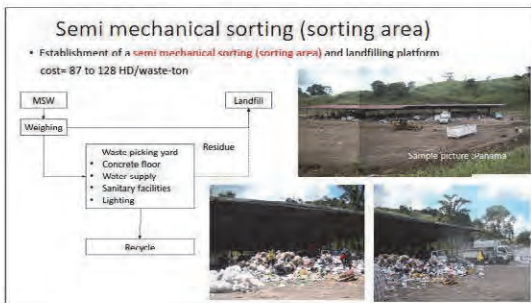 Semi mechanical sorting (sorting area)
• Establishment of a semi mechanical sorting (sorting area) and landfilling platform
cost= 87 to 128 HD/waste-ton
MSW
Landfill
Weighing
Residue
Waste picking yard
• Concrete floor
• Water supply
• Sanitary facilities
• Lighting
Recycle
Sample picture :Panama